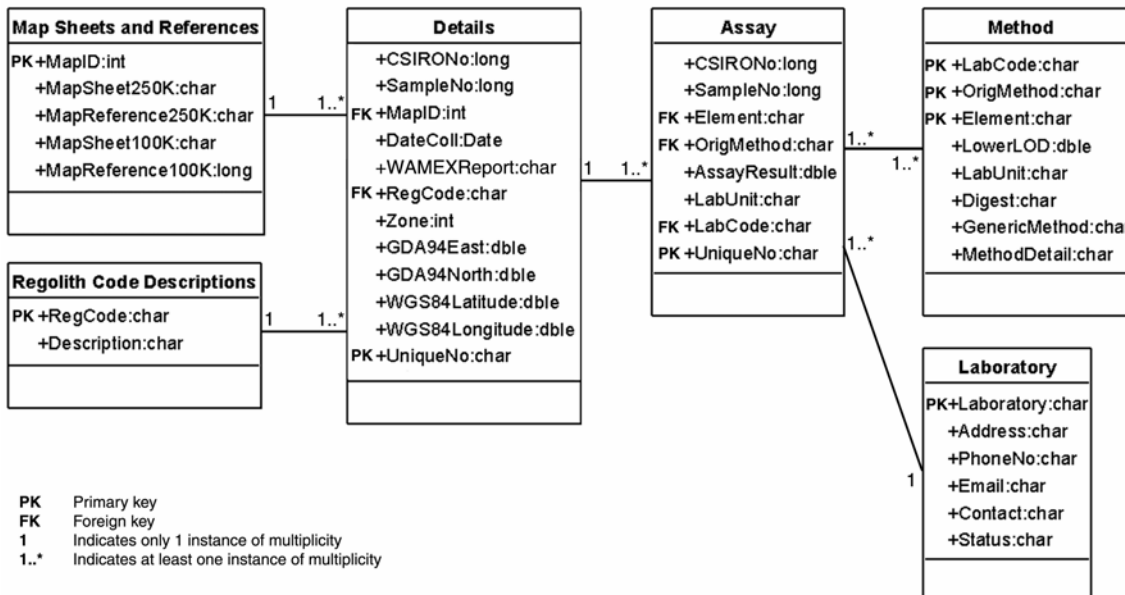 Map Sheets and References
PK +MapID:int
+MapSheet250K:char
+MapReference250K:char
+MapSheet100K:char
+MapReference100K:long
1
1..*
Regolith Code Descriptions
PK +RegCode:char
+Description:char
1
1..*
Details
+CSIRONo:long
+SampleNo:long
FK +MapID:int
+DateColl:Date
+WAMEXReport:char
FK +RegCode:char
+Zone:int
+GDA94East:dble
+GDA94North:dble
+WGS84Latitude:dble
+WGS84Longitude:dble
PK +UniqueNo:char
1
1..*
Assay
+CSIRONo:long
+SampleNo:long
FK +Element:char
FK +OrigMethod:char
+AssayResult:dble
+LabUnit:char
FK +LabCode:char
PK +UniqueNo:char
1..*
1..*
1..*
1
Method
PK +LabCode:char
PK +OrigMethod:char
PK +Element:char
+LowerLOD:dble
+LabUnit:char
+Digest:char
+GenericMethod:char
+MethodDetail:char
Laboratory
PK+Laboratory:char
+Address:char
+PhoneNo:char
+Email:char
+Contact:char
+Status:char
PK Primary key
FK Foreign key
1 Indicates only 1 instance of multiplicity
1..* Indicates at least one instance of multiplicity